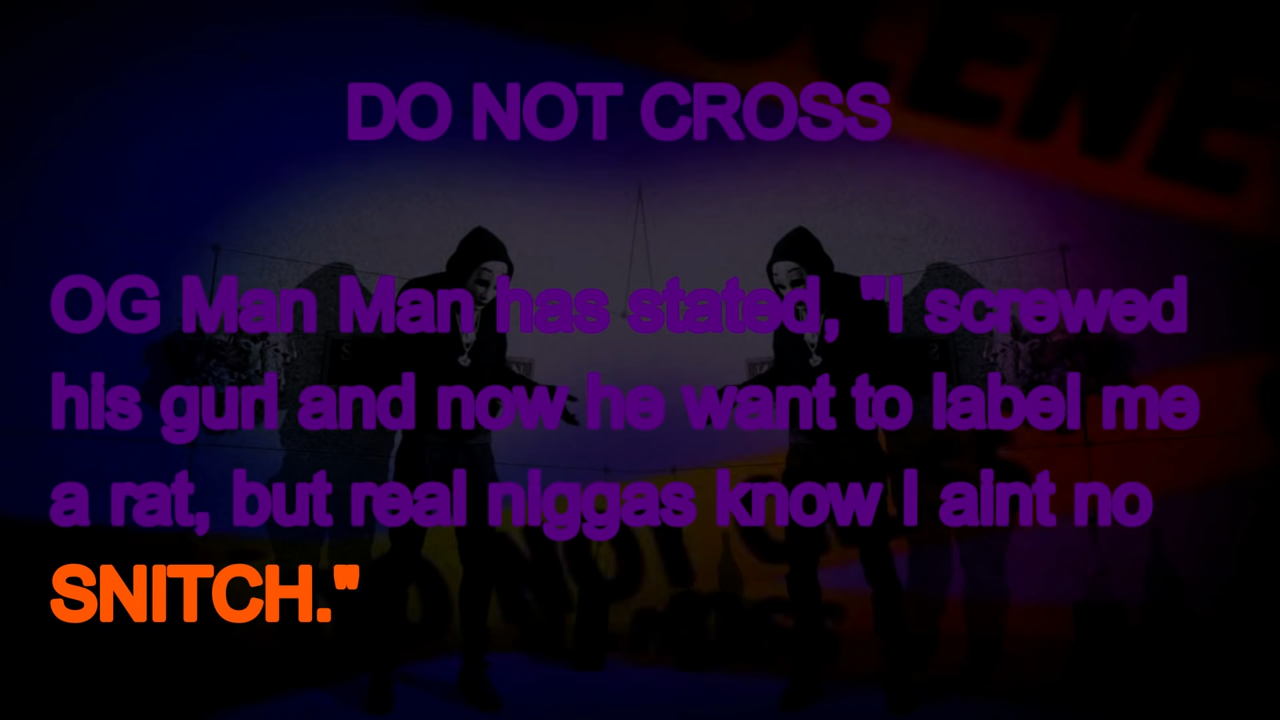 SCENE
DO NOT CROSS
OG Man Man has stated, "I screwed
his gurl and now he want to label me
a rat, but real niggas know I aint no
SNITCH."